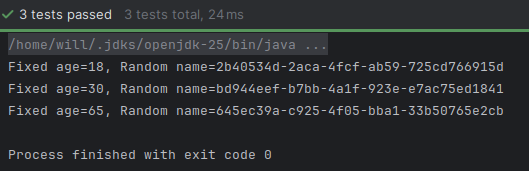 3 tests passed 3 tests total, 24 ms
/home/will/.jdks/openjdk-25/bin/java ...
Fixed age=18, Random name=2b40534d-2aca-4fcf-ab59-725cd766915d
Fixed age=30, Random name=bd944eef-b7bb-4a1f-923e-e7ac75ed1841
Fixed age=65, Random name=645ec39a-c925-4f05-bba1-33b50765e2cb
Process finished with exit code 0